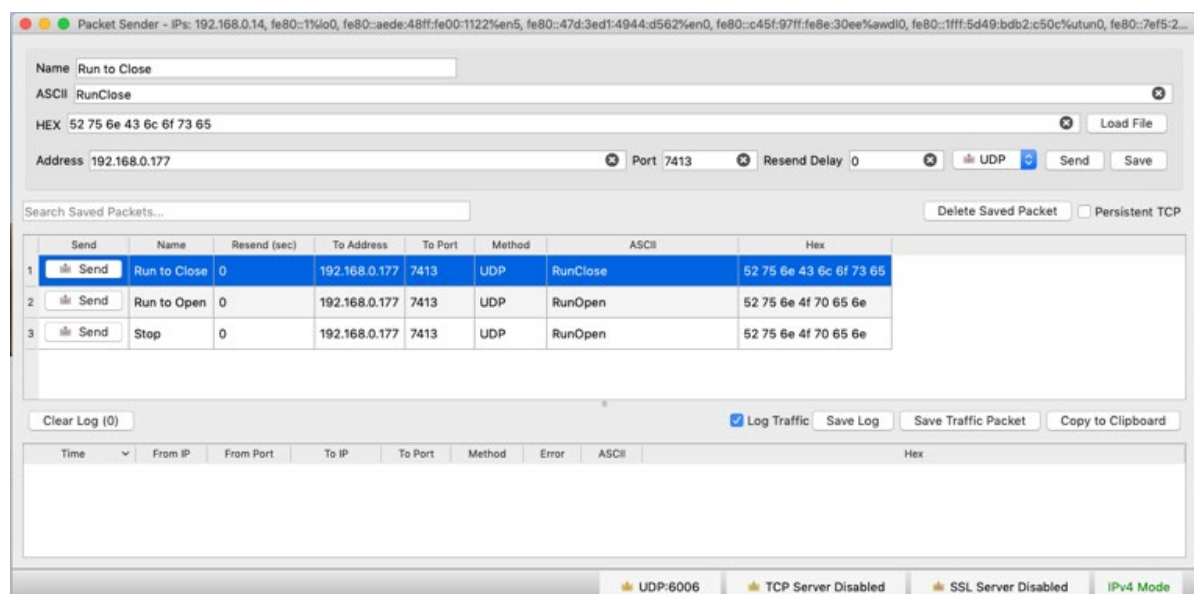 Packet Sender - IPs: 192.168.0.14, fe80::1%lo0, fe80::aede:48ff:fe00:1122%en5, fe80::47d:3ed1:4944:d562%en0, fe80::c45f:97ff:fe8e:30ee%awdl0, fe80::1fff:5d49:bdb2:c50c%utun0, fe80::7ef5:2...
Name Run to Close
ASCII RunClose
HEX 52 75 6e 43 6c 6f 73 65 Load File
Address 192.168.0.177 Port 7413 Resend Delay 0 UDP Send Save
Search Saved Packets... Delete Saved Packet Persistent TCP
Send Name Resend (sec) To Address To Port Method ASCII Hex
1 Send Run to Close 0 192.168.0.177 7413 UDP RunClose 52 75 6e 43 6c 6f 73 65
2 Send Run to Open 0 192.168.0.177 7413 UDP RunOpen 52 75 6e 4f 70 65 6e
3 Send Stop 0 192.168.0.177 7413 UDP RunOpen 52 75 6e 4f 70 65 6e
Clear Log (0) Log Traffic Save Log Save Traffic Packet Copy to Clipboard
Time From IP From Port To IP To Port Method Error ASCII Hex
UDP:6006 TCP Server Disabled SSL Server Disabled IPv4 Mode